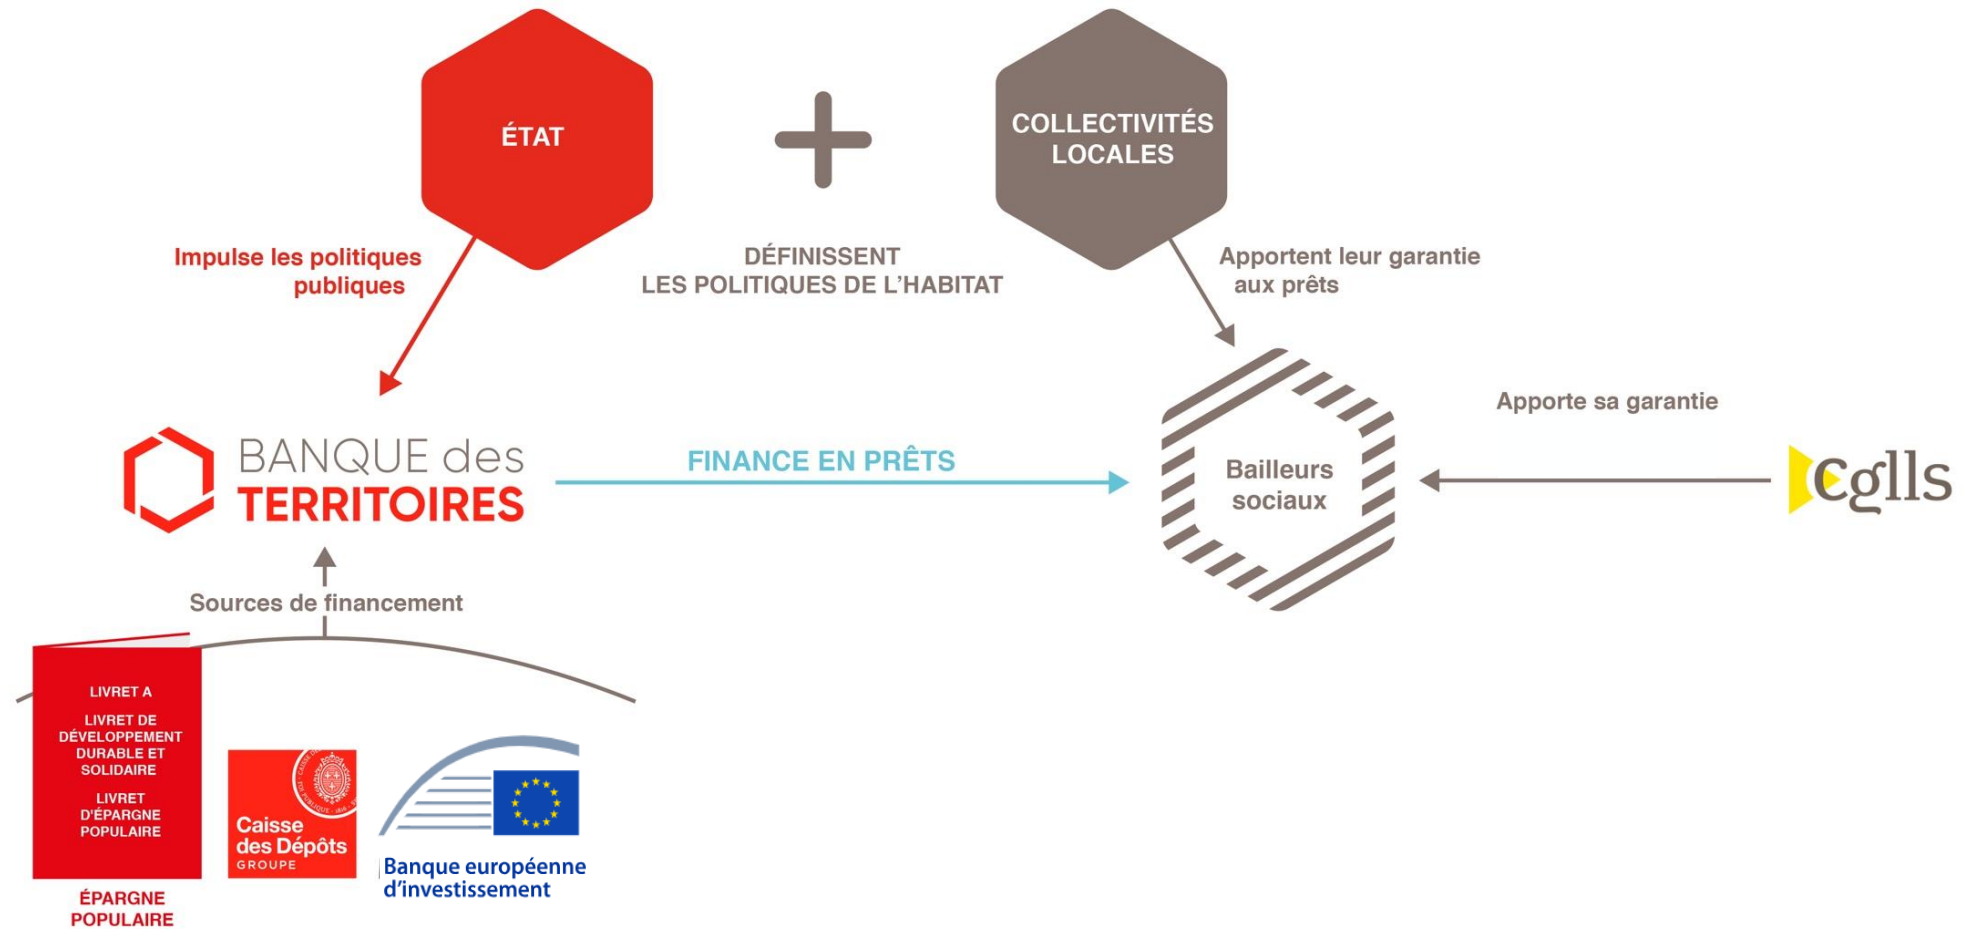 ÉTAT
COLLECTIVITÉS
LOCALES
Impulse les politiques
publiques
DÉFINISSENT
LES POLITIQUES DE L'HABITAT
Apportent leur garantie
aux prêts
BANQUE des
TERRITOIRES
FINANCE EN PRÊTS
Bailleurs
sociaux
Apporte sa garantie
cglls
Sources de financement
LIVRET A
LIVRET DE
DÉVELOPPEMENT
DURABLE ET
SOLIDAIRE
LIVRET
D'ÉPARGNE
POPULAIRE
ÉPARGNE
POPULAIRE
Caisse
des Dépôts
GROUPE
Banque européenne
d'investissement